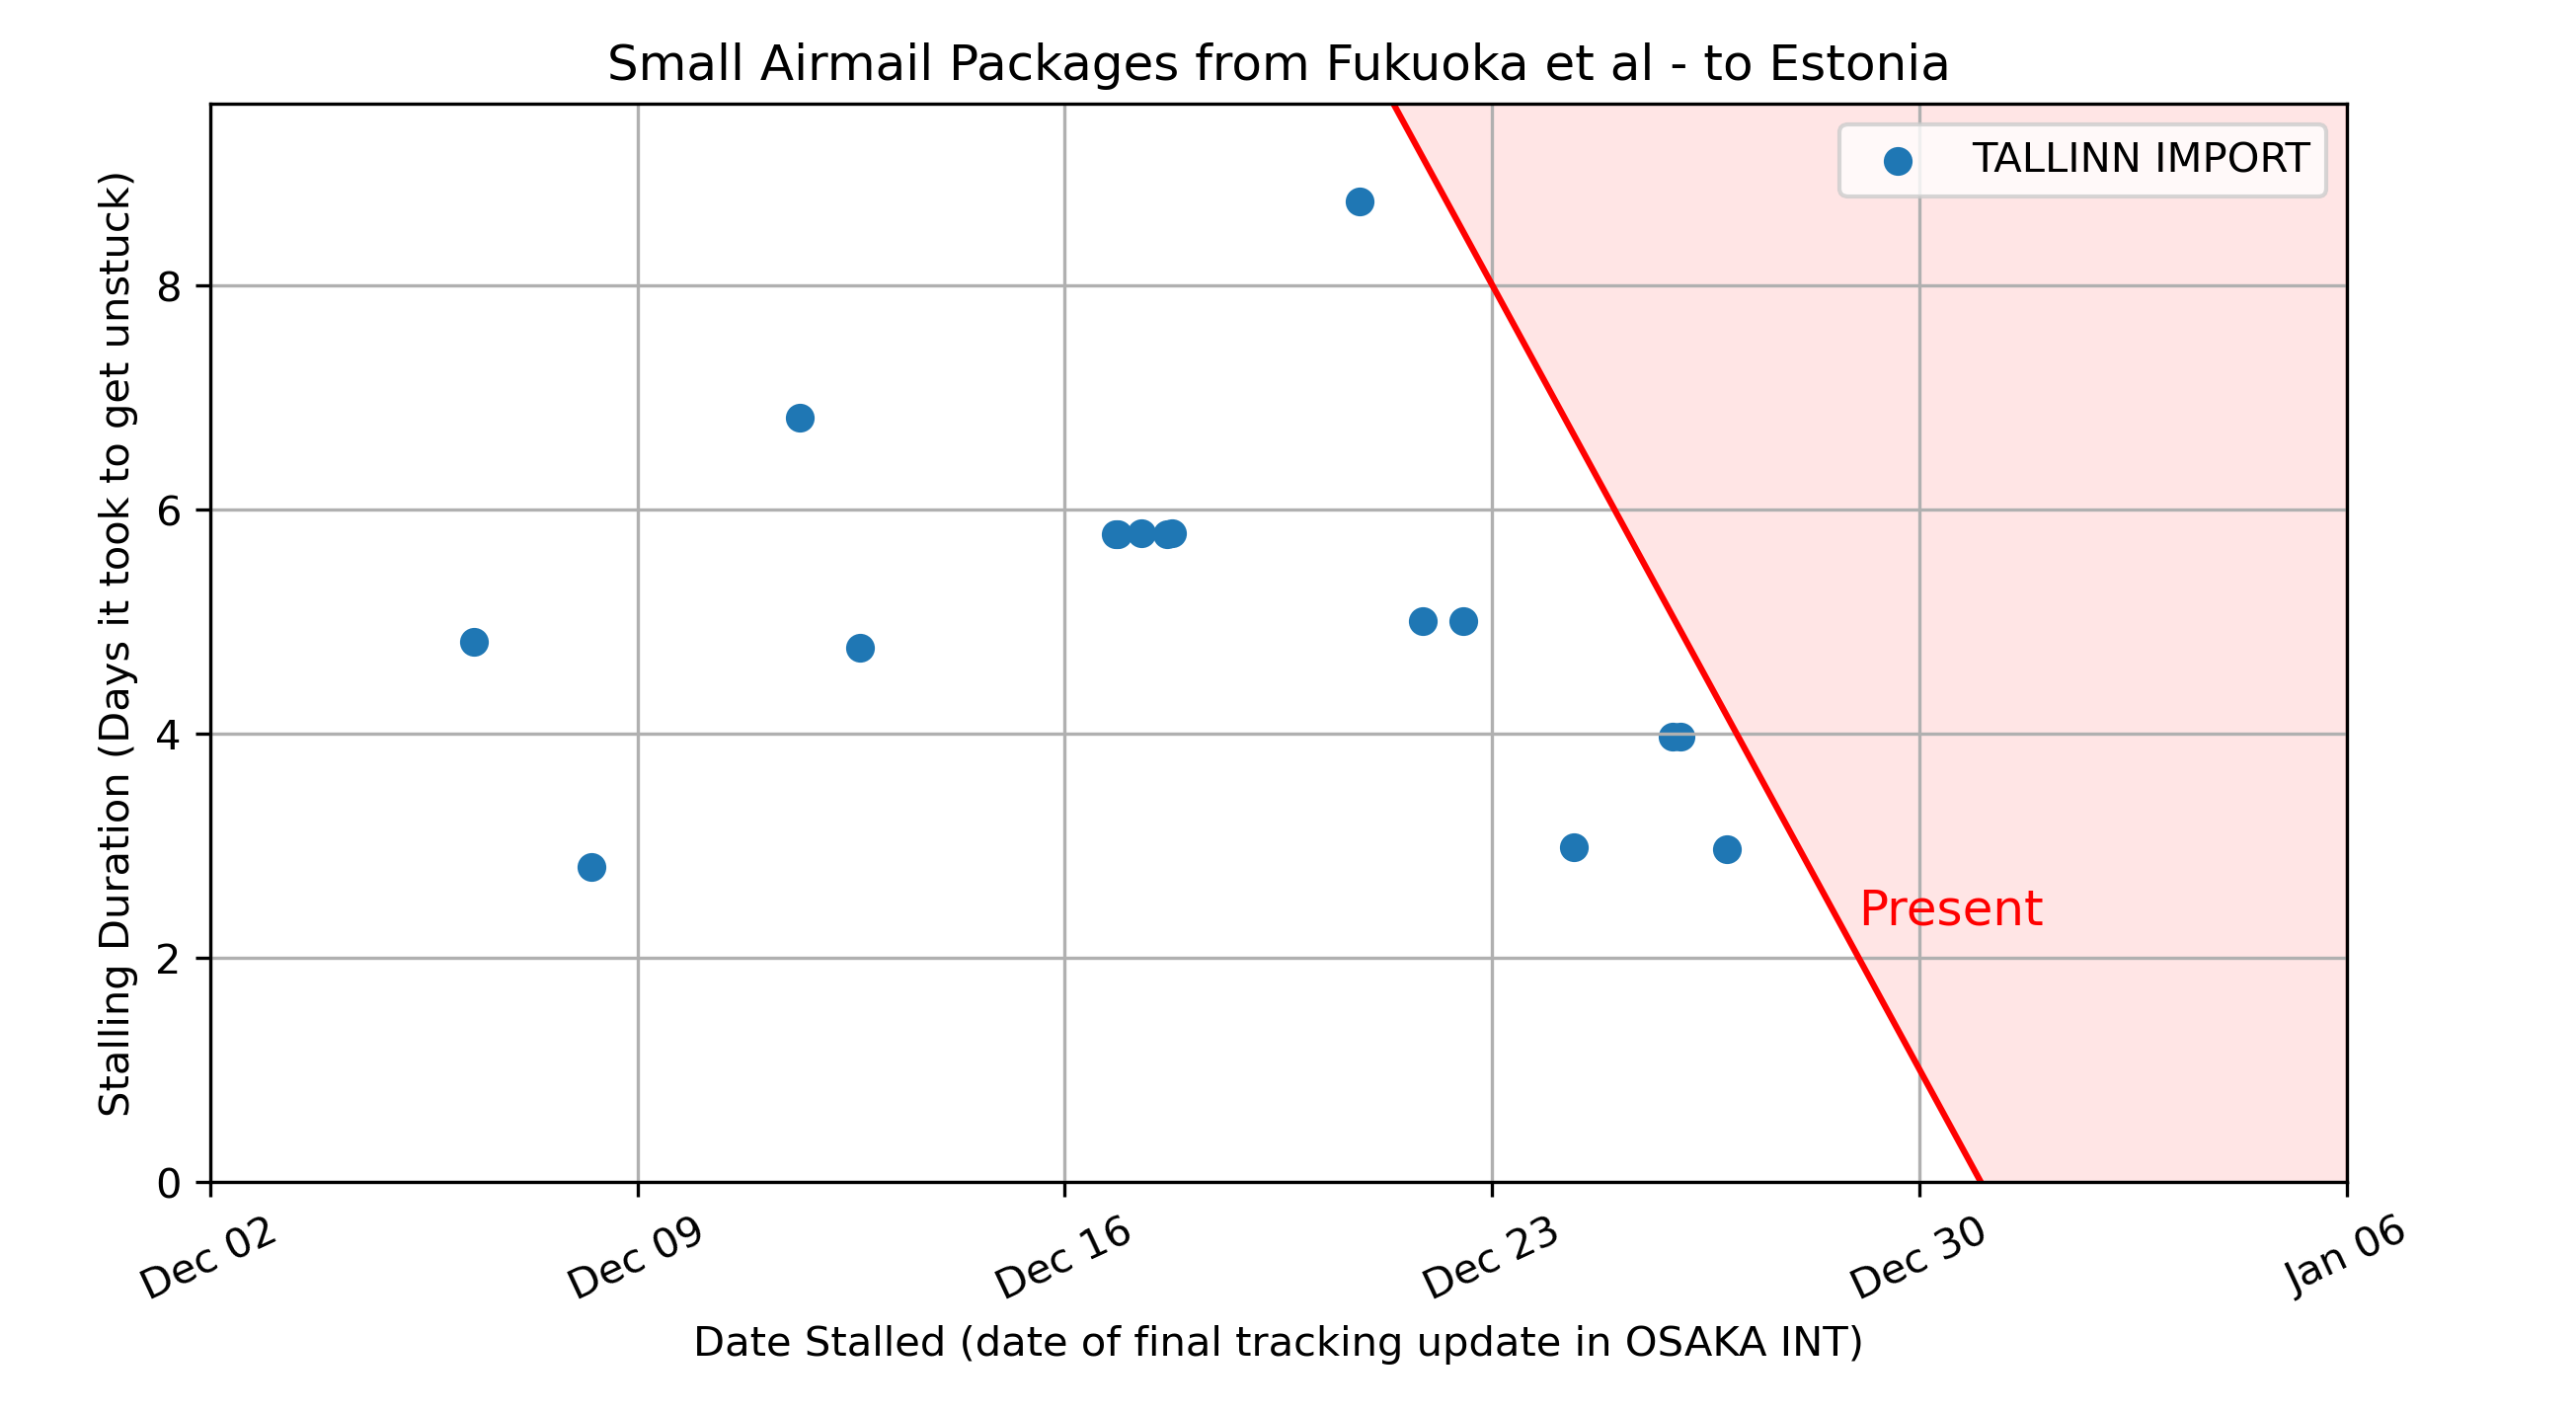 Small Airmail Packages from Fukuoka et al - to Estonia
TALLINN IMPORT
Stalling Duration (Days it took to get unstuck)
8
6
4
2
0
Present
Dec 02
Dec 09
Dec 16
Dec 23
Dec 30
Jan 06
Date Stalled (date of final tracking update in OSAKA INT)